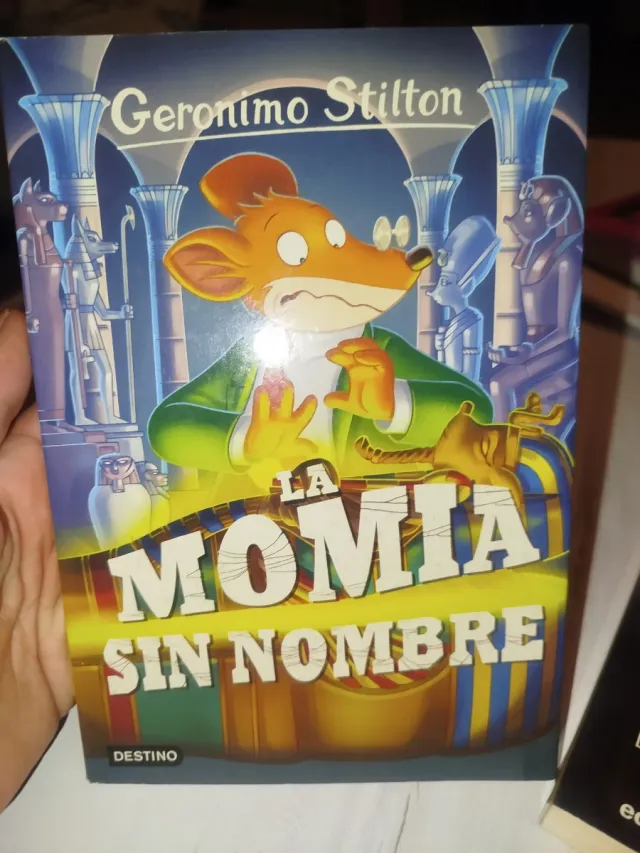 Geronimo Stilton
LA
MOMIA
SIN NOMBRE
DESTINO